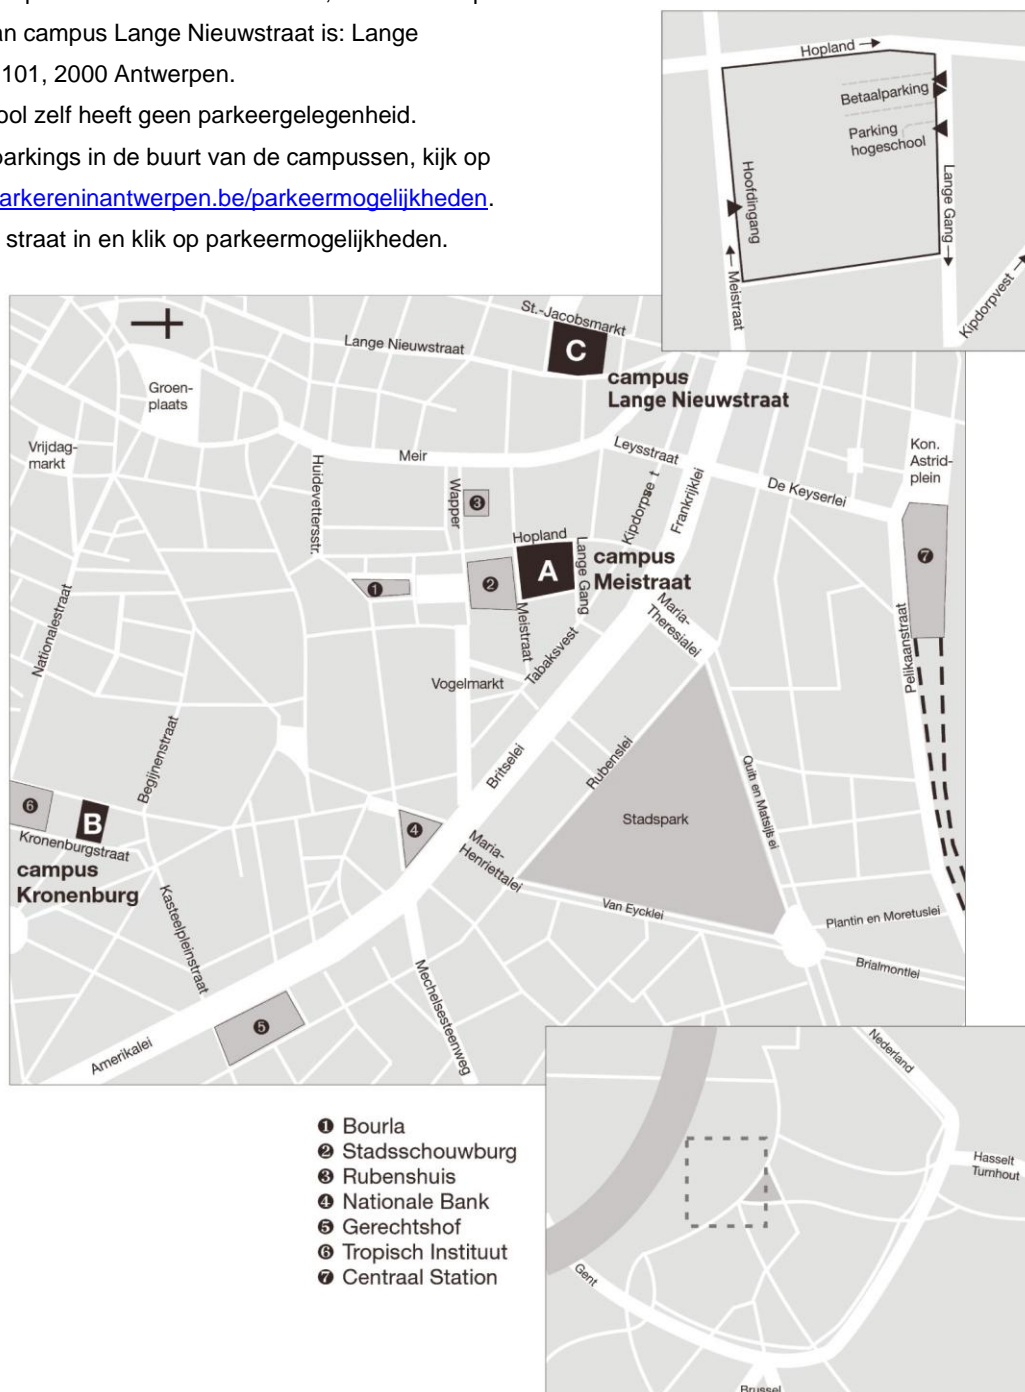 an campus Lange Nieuwstraat is: Lange
101, 2000 Antwerpen.
ool zelf heeft geen parkeergelegenheid.
parkings in de buurt van de campussen, kijk op
arkereninantwerpen.be/parkeermogelijkheden.
straat in en klik op parkeermogelijkheden.
Hopland
Betaalparking
Parking
hogeschool
Hoofdingang
Lange Gang
Meistraat
Kipdorpvest
St.-Jacobsmarkt
Lange Nieuwstraat
C
campus
Lange Nieuwstraat
Groen-
plaats
Vrijdag-
markt
Meir
Huidevettersstr.
Wapper
3
Leysstraat
Kipdorpse t
Frankrijklei
De Keyserlei
Kon.
Astrid-
plein
Hopland
Lange Gang
A
campus
Meistraat
1
2
7
Meistraat
Tabaksvest
Maria-
Theresialei
Nationalestraat
Vogelmarkt
Pelikaanstraat
Begijnenstraat
Britselei
Rubenslei
Stadspark
6
B
Kronenburgstraat
campus
Kronenburg
4
Maria-
Henriettalei
Van Eycklei
Plantin en Moretuslei
Brialmontlei
Kasteelpleinstraat
Mechelsesteenweg
5
Amerikalei
1 Bourla
2 Stadsschouwburg
3 Rubenshuis
4 Nationale Bank
5 Gerechtshof
6 Tropisch Instituut
7 Centraal Station
Nederland
Hasselt
Turnhout
Gent
Brussel